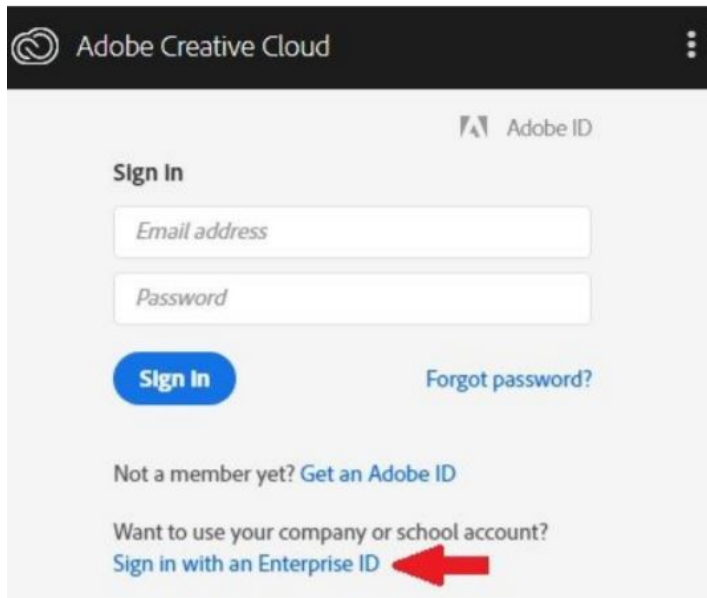 Adobe Creative Cloud
Adobe ID
Sign in
Email address
Password
Sign in
Forgot password?
Not a member yet? Get an Adobe ID
Want to use your company or school account?
Sign in with an Enterprise ID